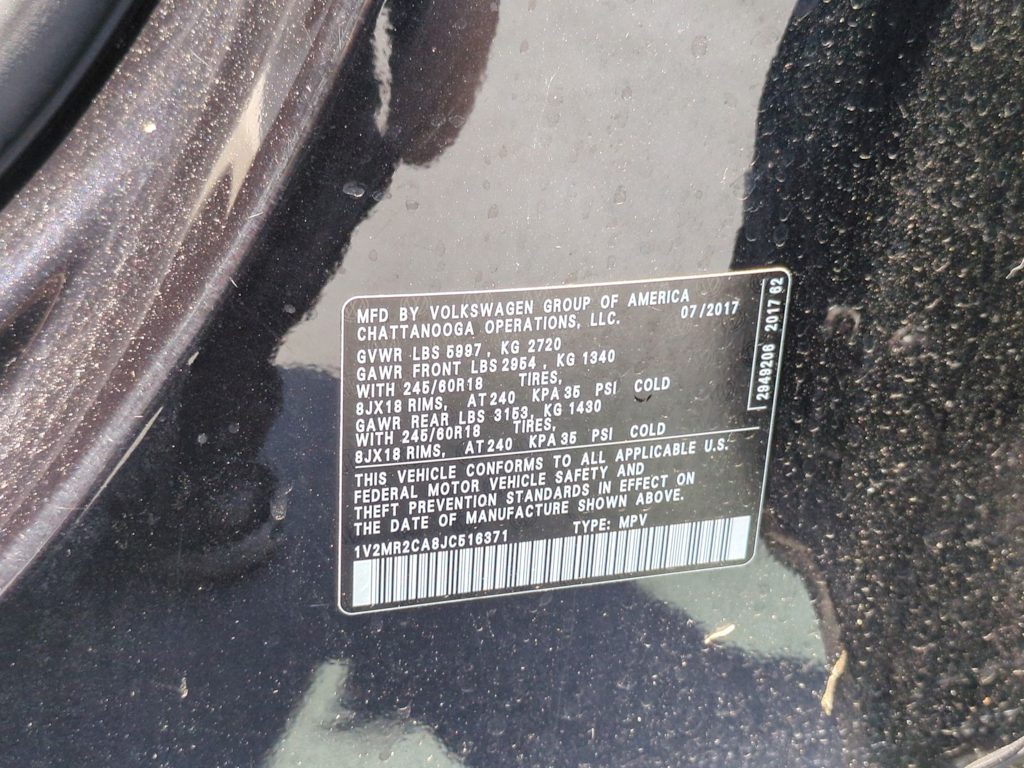 MFD BY VOLKSWAGEN GROUP OF AMERICA
CHATTANOOGA OPERATIONS, LLC. 07/2017
GVWR LBS 5997, KG 2720
GAWR FRONT LBS 2954, KG 1340
WITH 245/60R18 TIRES,
8JX18 RIMS, AT 240 KPA 35 PSI COLD
GAWR REAR LBS 3153, KG 1430
WITH 245/60R18 TIRES,
8JX18 RIMS, AT 240 KPA 35 PSI COLD
THIS VEHICLE CONFORMS TO ALL APPLICABLE U.S.
FEDERAL MOTOR VEHICLE SAFETY AND
THEFT PREVENTION STANDARDS IN EFFECT ON
THE DATE OF MANUFACTURE SHOWN ABOVE.
1V2MR2CA8JC516371 TYPE: MPV
2949206 2017 62